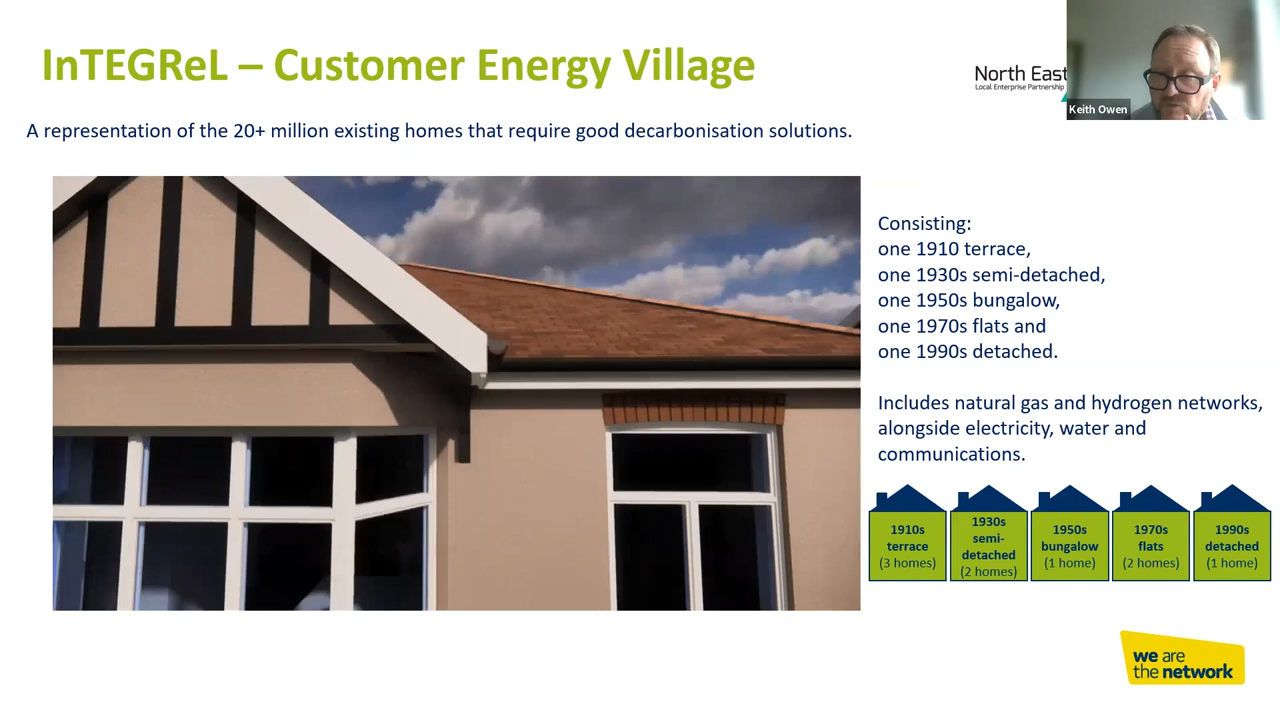 InTEGReL – Customer Energy Village
North East
Local Enterprise Partnership
Keith Owen
A representation of the 20+ million existing homes that require good decarbonisation solutions.
Consisting:
one 1910 terrace,
one 1930s semi-detached,
one 1950s bungalow,
one 1970s flats and
one 1990s detached.
Includes natural gas and hydrogen networks,
alongside electricity, water and
communications.
1910s
terrace
(3 homes)
1930s
semi-
detached
(2 homes)
1950s
bungalow
(1 home)
1970s
flats
(2 homes)
1990s
detached
(1 home)
we are
the network